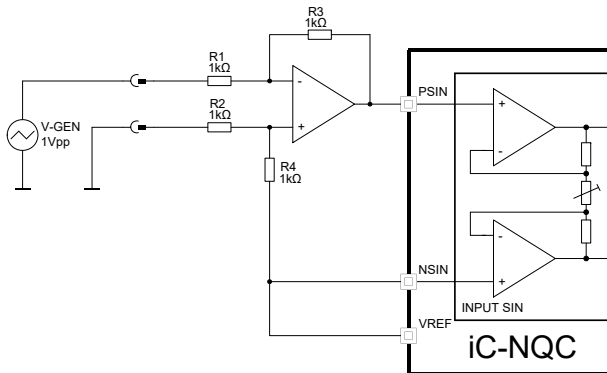 R3
1kΩ
R1
1kΩ
-
+
R2
1kΩ
V-GEN
1Vpp
R4
1kΩ
PSIN
+
-
-
+
NSIN
INPUT SIN
VREF
iC-NQC